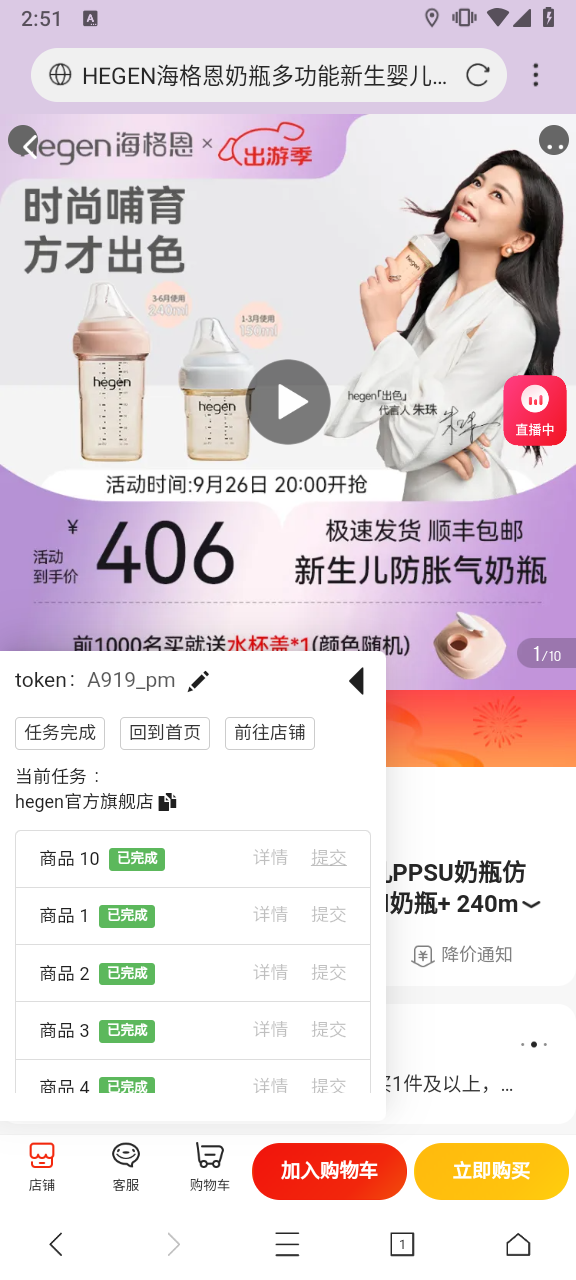 2:51
HEGEN海格恩奶瓶多功能新生婴儿...
hegen海格恩 × 出游季
时尚哺育
方才出色
3-6月使用
240ml
1-3月使用
150ml
hegen
hegen
hegen
hegen「出色」
代言人 朱珠
直播中
活动时间:9月26日 20:00开抢
活动
到手价
¥
406
极速发货 顺丰包邮
新生儿防胀气奶瓶
前1000名买就送水杯盖*1(颜色随机)
1/10
token： A919_pm
任务完成 回到首页 前往店铺
当前任务 ：
hegen官方旗舰店
商品 10 已完成 详情 提交
商品 1 已完成 详情 提交
商品 2 已完成 详情 提交
商品 3 已完成 详情 提交
商品 4 已完成 详情 提交
PPSU奶瓶仿
奶瓶+ 240m
降价通知
1件及以上，...
店铺
客服
购物车
加入购物车
立即购买
1